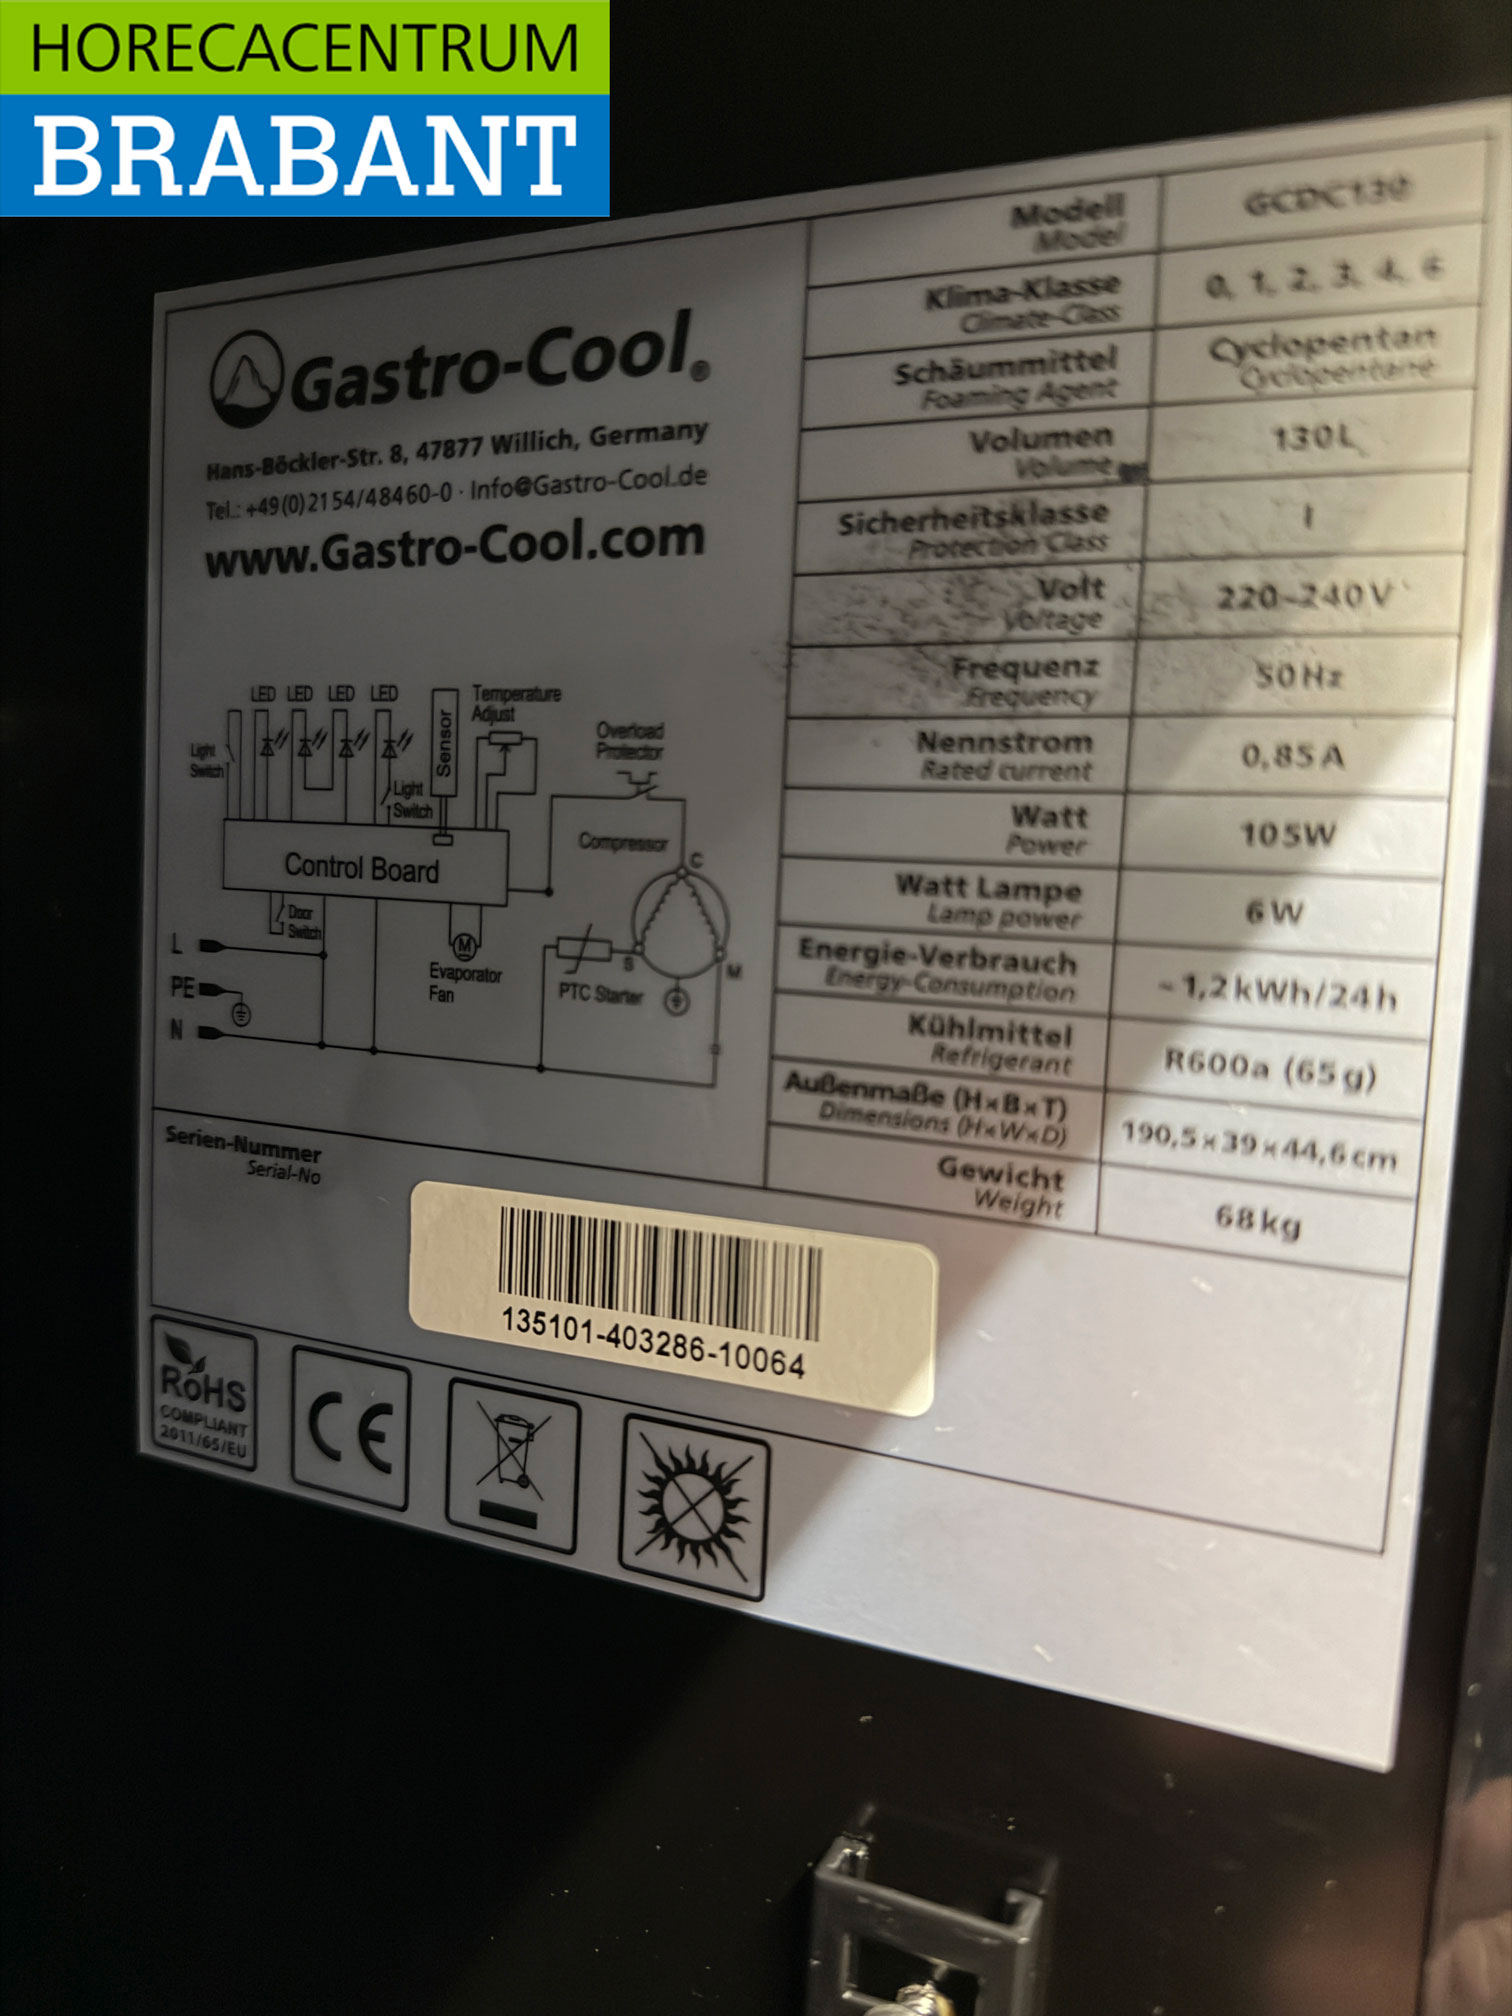 HORECACENTRUM
BRABANT
Gastro-Cool®
Hans-Böckler-Str. 8, 47877 Willich, Germany
Tel.: +49(0)2154/48460-0 · Info@Gastro-Cool.de
www.Gastro-Cool.com
LED LED LED LED
Sensor
Temperature
Adjust
Light
Switch
Light
Switch
Overload
Protector
Control Board
Compressor
C
Door
Switch
M
Evaporator
Fan
PTC Starter
S
M
L
PE
N
Modell
Model
GCDC130
Klima-Klasse
Climate-Class
0, 1, 2, 3, 4, 6
Schäummittel
Foaming Agent
Cyclopentan
Cyclopentane
Volumen
Volume
130L
Sicherheitsklasse
Protection Class
I
Volt
Voltage
220-240V
Frequenz
Frequency
50Hz
Nennstrom
Rated current
0,85A
Watt
Power
105W
Watt Lampe
Lamp power
6W
Energie-Verbrauch
Energy-Consumption
~1,2kWh/24h
Kühlmittel
Refrigerant
R600a (65g)
Außenmaße (H×B×T)
Dimensions (H×W×D)
190,5×39×44,6cm
Gewicht
Weight
68kg
Serien-Nummer
Serial-No
135101-403286-10064
RoHS
COMPLIANT
2011/65/EU
CE